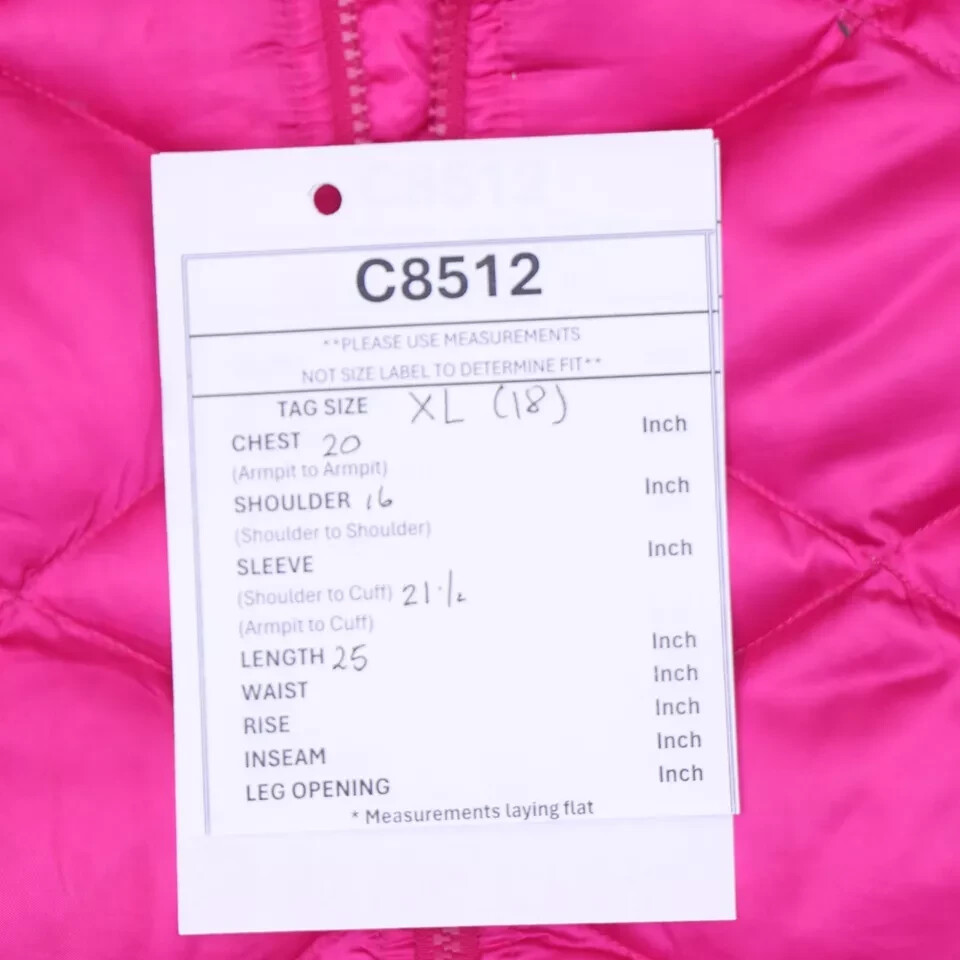 C8512
**PLEASE USE MEASUREMENTS
NOT SIZE LABEL TO DETERMINE FIT**
TAG SIZE XL (18)
CHEST 20 Inch
(Armpit to Armpit)
SHOULDER 16 Inch
(Shoulder to Shoulder)
SLEEVE Inch
(Shoulder to Cuff) 21 1/2
(Armpit to Cuff)
LENGTH 25 Inch
WAIST Inch
RISE Inch
INSEAM Inch
LEG OPENING Inch
* Measurements laying flat